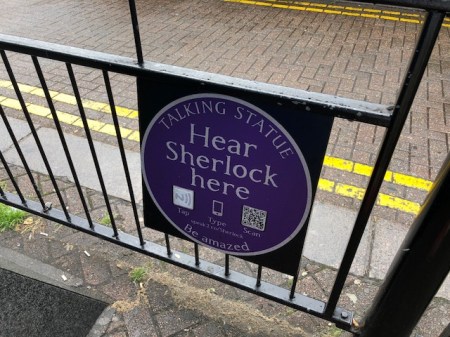 TALKING STATUE
Hear
Sherlock
here
Tap
Type
Scan
Be amazed